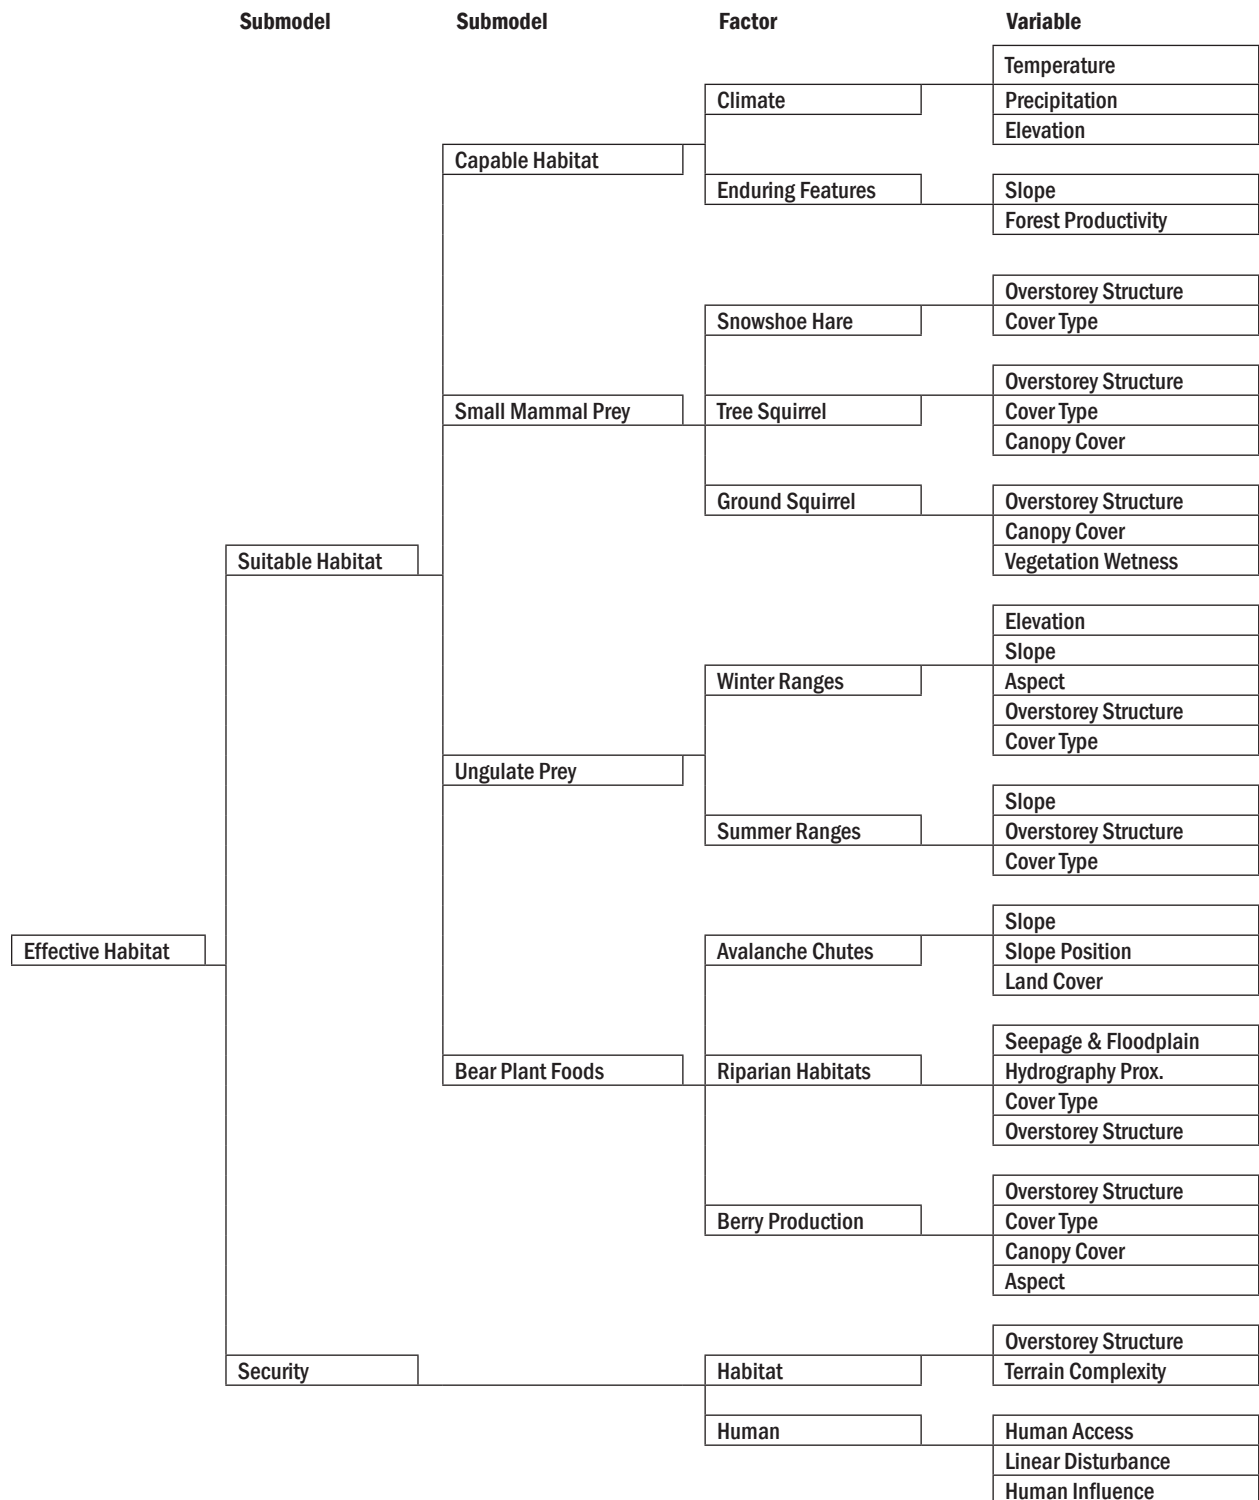 Submodel Submodel Factor Variable
Temperature
Climate Precipitation
Elevation
Capable Habitat
Enduring Features Slope
Forest Productivity
Overstorey Structure
Snowshoe Hare Cover Type
Overstorey Structure
Small Mammal Prey Tree Squirrel Cover Type
Canopy Cover
Ground Squirrel Overstorey Structure
Canopy Cover
Suitable Habitat Vegetation Wetness
Elevation
Slope
Winter Ranges Aspect
Overstorey Structure
Cover Type
Ungulate Prey
Slope
Summer Ranges Overstorey Structure
Cover Type
Slope
Effective Habitat Avalanche Chutes Slope Position
Land Cover
Seepage & Floodplain
Bear Plant Foods Riparian Habitats Hydrography Prox.
Cover Type
Overstorey Structure
Overstorey Structure
Berry Production Cover Type
Canopy Cover
Aspect
Overstorey Structure
Security Habitat Terrain Complexity
Human Human Access
Linear Disturbance
Human Influence